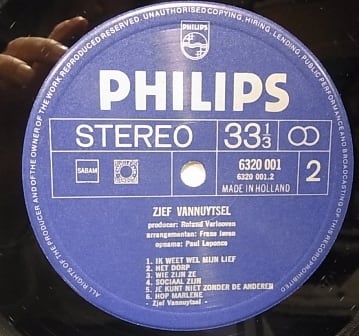 ALL RIGHTS OF THE PRODUCER AND OF THE OWNER OF THE WORK REPRODUCED RESERVED. UNAUTHORISED COPYING, HIRING, LENDING, PUBLIC PERFORMANCE AND BROADCASTING OF THIS RECORD PROHIBITED
PHILIPS
PHILIPS
STEREO 33 1/3
SABAM
6320 001
6320 001.2
MADE IN HOLLAND
2
ZJEF VANNUYTSEL
producer: Roland Verlooven
arrangementen: Frans Ieven
opname: Paul Leponce
1 IK WEET WEL MIJN LIEF
2 HET DORP
3 WIE ZIJN ZE
4 SOCIAAL ZIJN
5 JE KUNT NIET ZONDER DE ANDEREN
6 HOP MARLENE
- Zjef Vannuytsel -